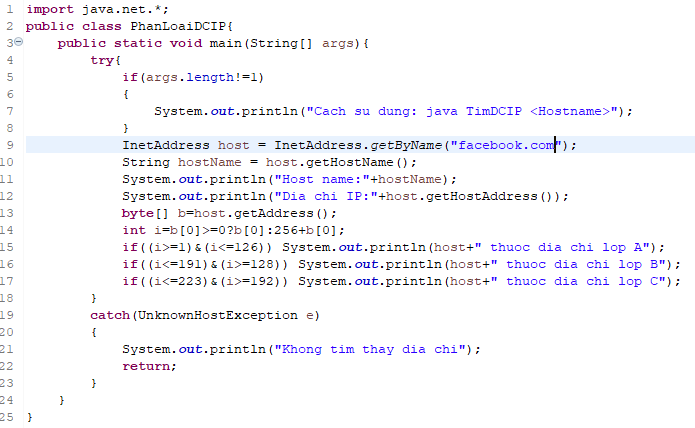 1 import java.net.*;
2 public class PhanLoaiDCIP{
3 public static void main(String[] args){
4 try{
5 if(args.length!=1)
6 {
7 System.out.println("Cach su dung: java TimDCIP <Hostname>");
8 }
9 InetAddress host = InetAddress.getByName("facebook.com");
10 String hostName = host.getHostName();
11 System.out.println("Host name:"+hostName);
12 System.out.println("Dia chi IP:"+host.getHostAddress());
13 byte[] b=host.getAddress();
14 int i=b[0]>=0?b[0]:256+b[0];
15 if((i>=1)&(i<=126)) System.out.println(host+" thuoc dia chi lop A");
16 if((i<=191)&(i>=128)) System.out.println(host+" thuoc dia chi lop B");
17 if((i<=223)&(i>=192)) System.out.println(host+" thuoc dia chi lop C");
18 }
19 catch(UnknownHostException e)
20 {
21 System.out.println("Khong tim thay dia chi");
22 return;
23 }
24 }
25 }